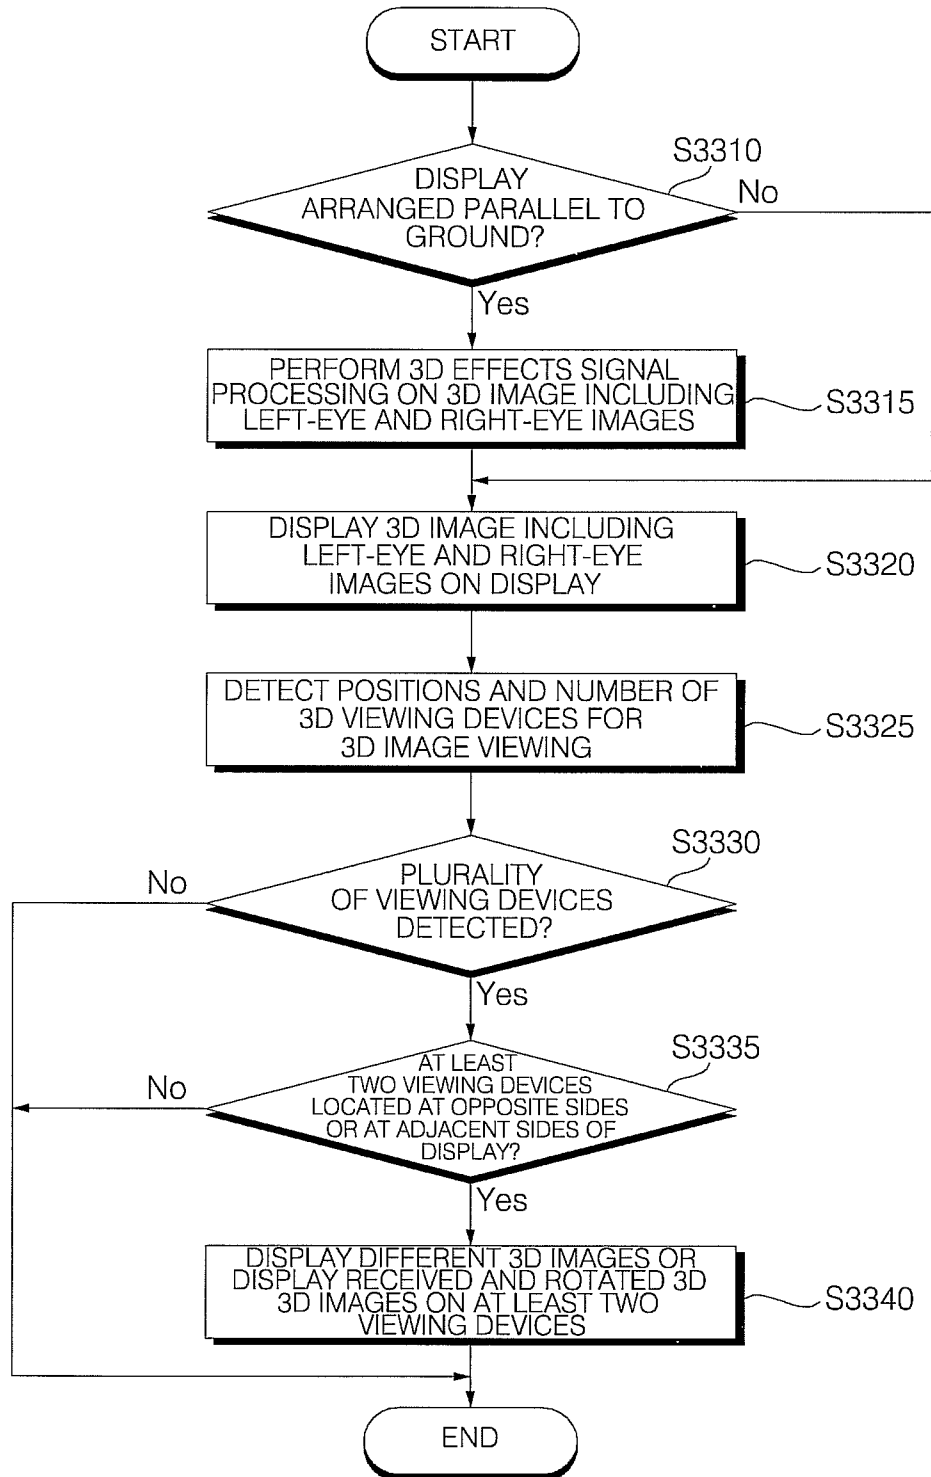 START
S3310
DISPLAY
ARRANGED PARALLEL TO
GROUND?
No
Yes
PERFORM 3D EFFECTS SIGNAL
PROCESSING ON 3D IMAGE INCLUDING
LEFT-EYE AND RIGHT-EYE IMAGES
S3315
DISPLAY 3D IMAGE INCLUDING
LEFT-EYE AND RIGHT-EYE
IMAGES ON DISPLAY
S3320
DETECT POSITIONS AND NUMBER OF
3D VIEWING DEVICES FOR
3D IMAGE VIEWING
S3325
S3330
No
PLURALITY
OF VIEWING DEVICES
DETECTED?
Yes
S3335
No
AT LEAST
TWO VIEWING DEVICES
LOCATED AT OPPOSITE SIDES
OR AT ADJACENT SIDES OF
DISPLAY?
Yes
DISPLAY DIFFERENT 3D IMAGES OR
DISPLAY RECEIVED AND ROTATED 3D
3D IMAGES ON AT LEAST TWO
VIEWING DEVICES
S3340
END